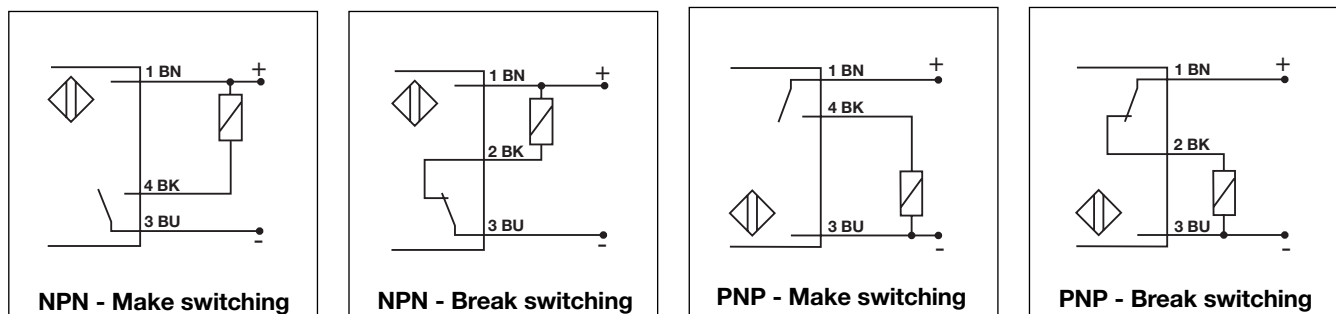 1 BN +
4 BK
3 BU -
NPN - Make switching
1 BN +
2 BK
3 BU -
NPN - Break switching
1 BN +
4 BK
3 BU -
PNP - Make switching
1 BN +
2 BK
3 BU -
PNP - Break switching